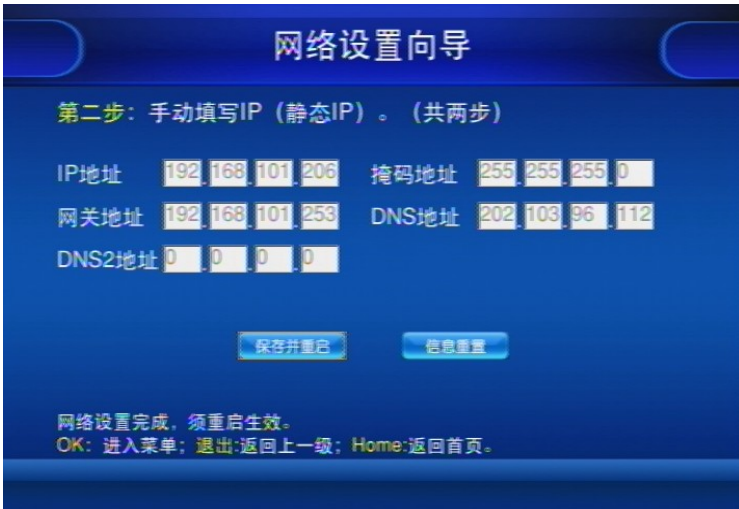 网络设置向导
第二步：手动填写IP（静态IP）。（共两步）
IP地址 192.168.101.206 掩码地址 255.255.255.0
网关地址 192.168.101.253 DNS地址 202.103.96.112
DNS2地址 0.0.0.0
保存并重启 信息重置
网络设置完成，须重启生效。
OK：进入菜单；退出:返回上一级；Home:返回首页。